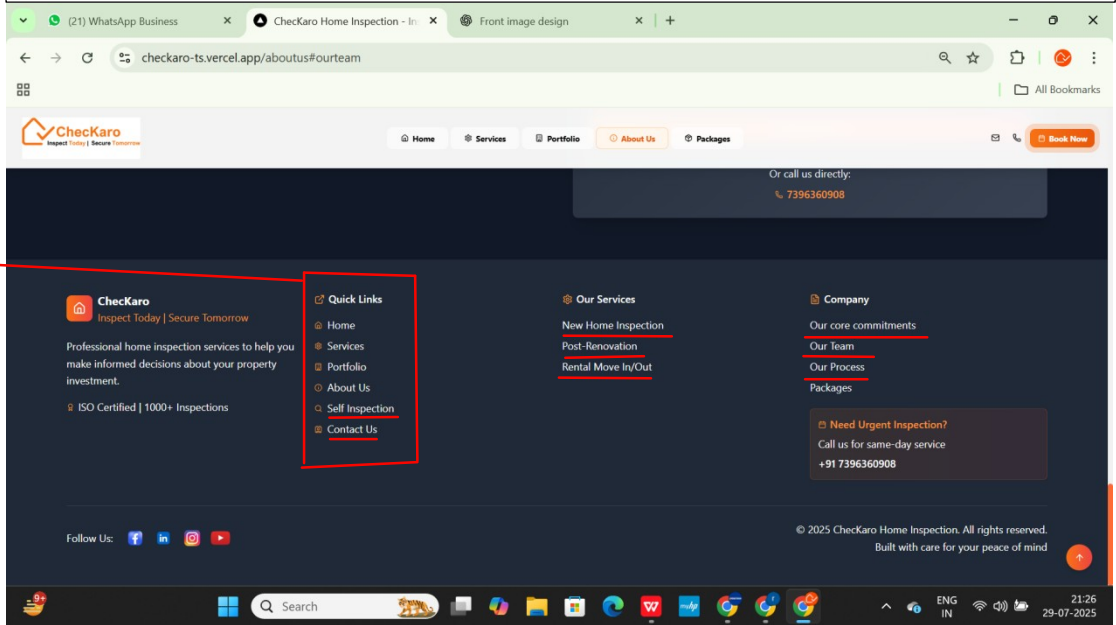 (21) WhatsApp Business
ChecKaro Home Inspection - In
Front image design
checkaro-ts.vercel.app/aboutus#ourteam
All Bookmarks
ChecKaro
Inspect Today | Secure Tomorrow
Home
Services
Portfolio
About Us
Packages
Book Now
Or call us directly:
7396360908
ChecKaro
Inspect Today | Secure Tomorrow
Professional home inspection services to help you
make informed decisions about your property
investment.
ISO Certified | 1000+ Inspections
Quick Links
Home
Services
Portfolio
About Us
Self Inspection
Contact Us
Our Services
New Home Inspection
Post-Renovation
Rental Move In/Out
Company
Our core commitments
Our Team
Our Process
Packages
Need Urgent Inspection?
Call us for same-day service
+91 7396360908
Follow Us:
© 2025 ChecKaro Home Inspection. All rights reserved.
Built with care for your peace of mind
9+
Search
ENG
IN
21:26
29-07-2025